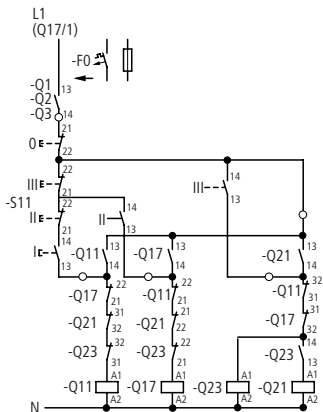 L1
(Q17/1)
-F0
-Q1
-Q2
-Q3
13
14
21
0
22
22
III
21
-S11
22
II
21
14
I
13
14
II
13
14
III
13
-Q11
13
14
-Q17
13
14
-Q21
13
14
-Q17
22
21
-Q11
22
21
-Q11
32
31
-Q21
31
32
-Q21
21
22
-Q17
32
31
-Q23
32
31
-Q23
22
21
-Q23
14
13
-Q11
A1
A2
-Q17
A1
A2
-Q23
A1
A2
-Q21
A1
A2
N